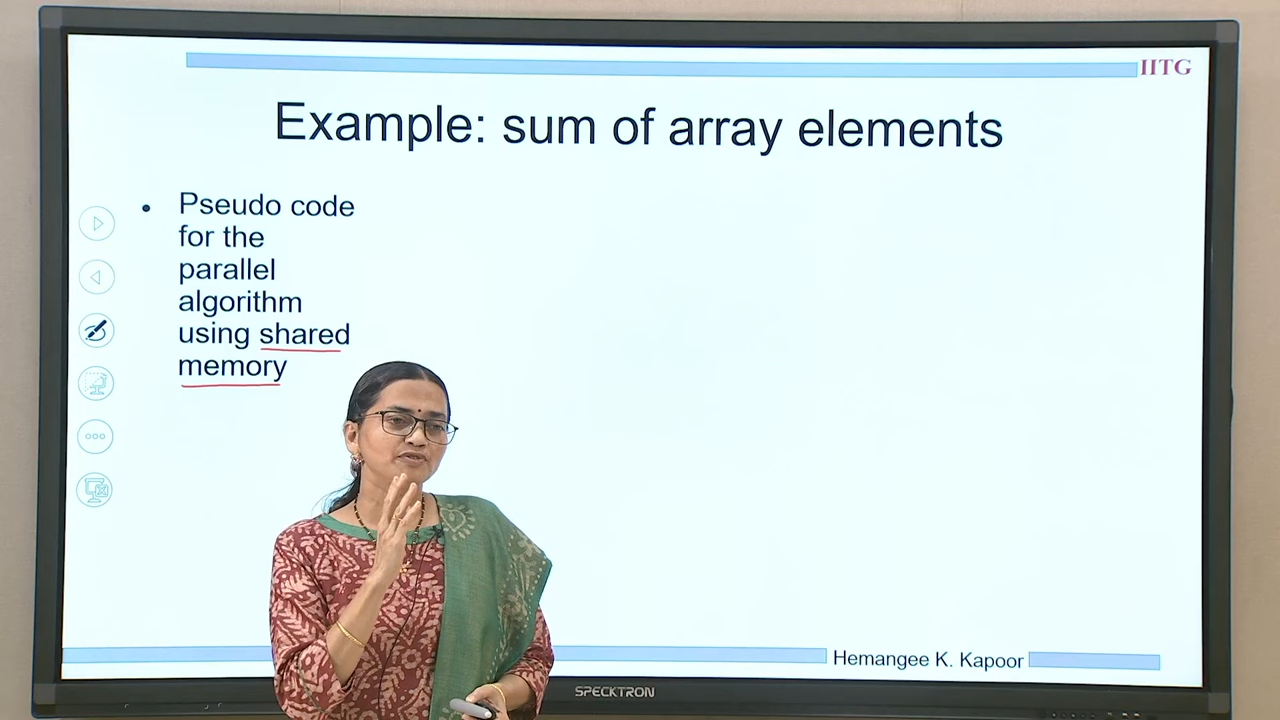 IITG
Example: sum of array elements
• Pseudo code
for the
parallel
algorithm
using shared
memory
Hemangee K. Kapoor
SPECKTRON